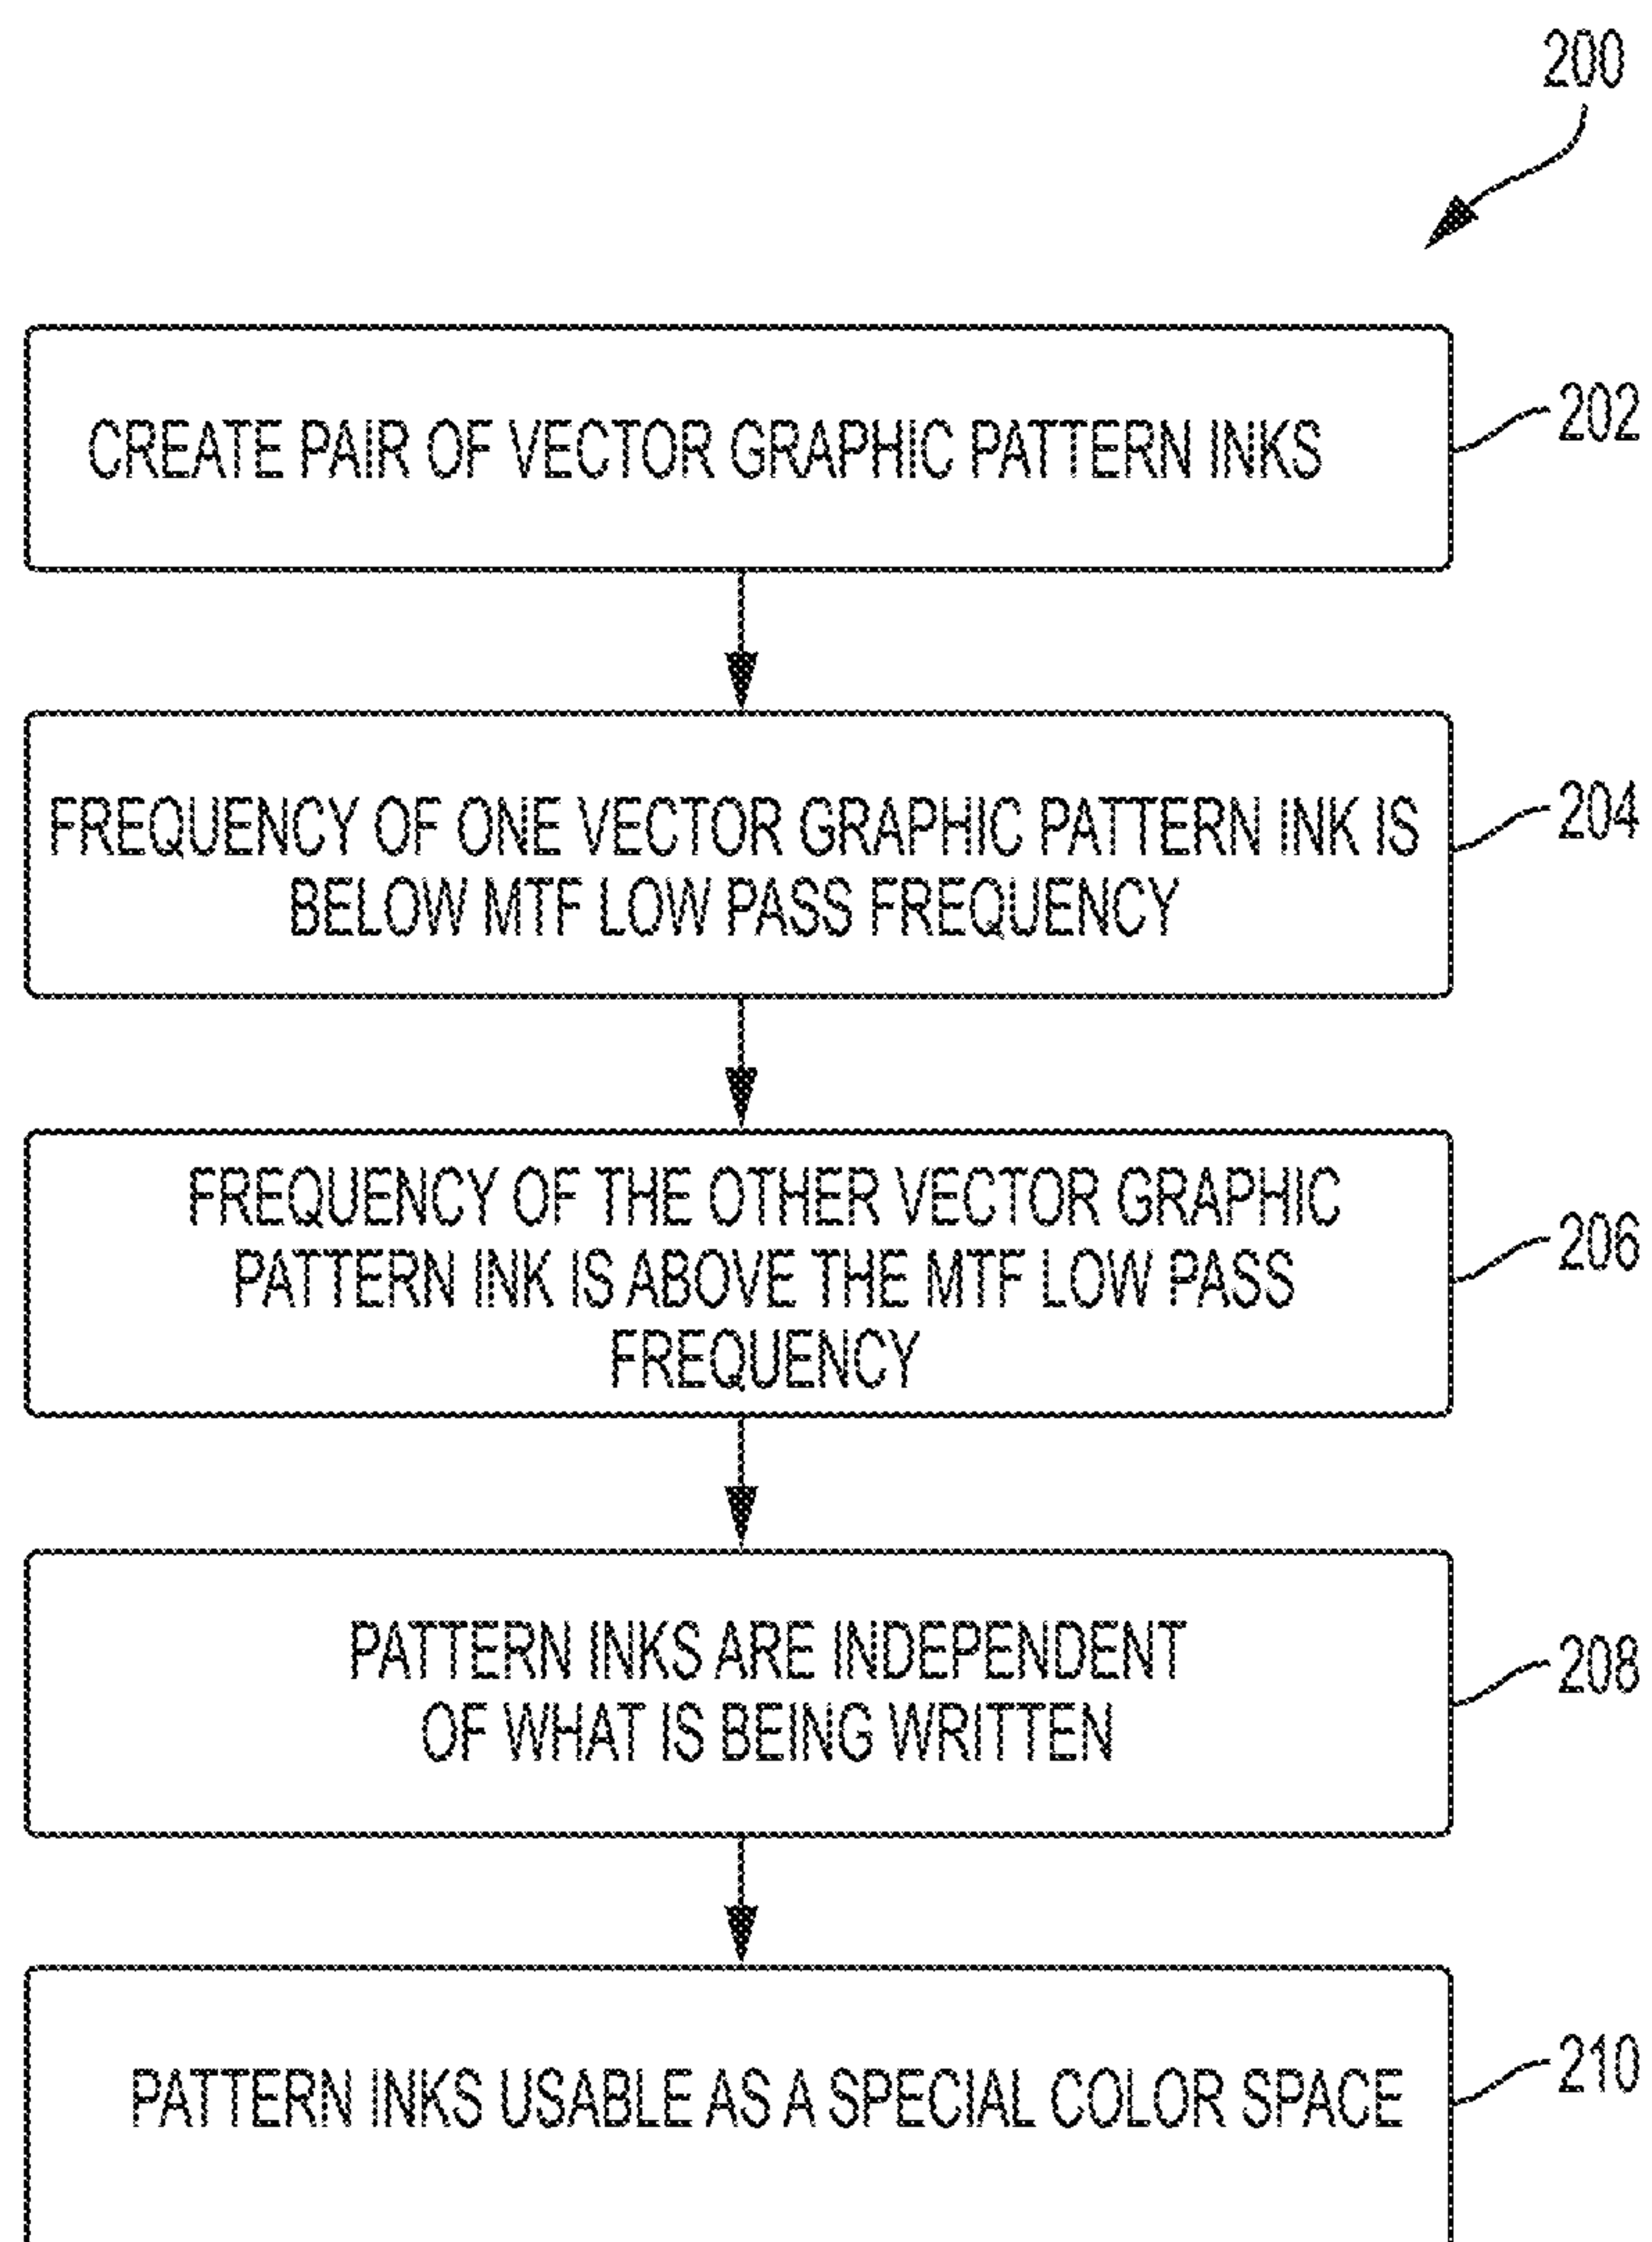 200
CREATE PAIR OF VECTOR GRAPHIC PATTERN INKS
202
FREQUENCY OF ONE VECTOR GRAPHIC PATTERN INK IS
BELOW MTF LOW PASS FREQUENCY
204
FREQUENCY OF THE OTHER VECTOR GRAPHIC
PATTERN INK IS ABOVE THE MTF LOW PASS
FREQUENCY
206
PATTERN INKS ARE INDEPENDENT
OF WHAT IS BEING WRITTEN
208
PATTERN INKS USABLE AS A SPECIAL COLOR SPACE
210